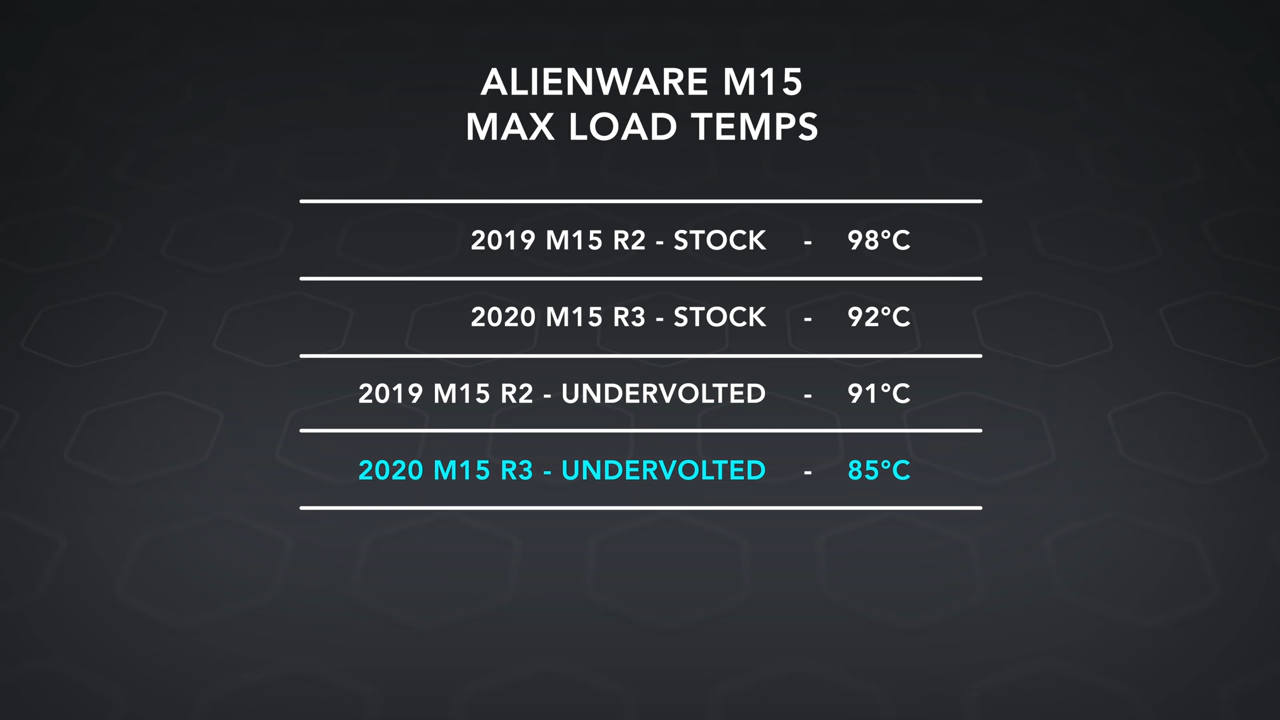 ALIENWARE M15
MAX LOAD TEMPS
2019 M15 R2 - STOCK - 98°C
2020 M15 R3 - STOCK - 92°C
2019 M15 R2 - UNDERVOLTED - 91°C
2020 M15 R3 - UNDERVOLTED - 85°C